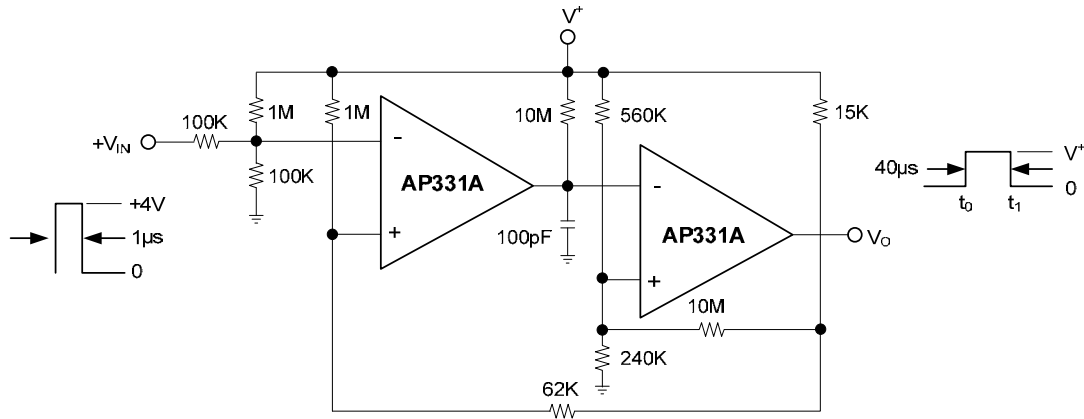 V+
1M
1M
10M
560K
15K
100K
+VIN
-
-
40µs
V+
100K
AP331A
0
t0
t1
+4V
1µs
0
+
100pF
AP331A
VO
+
10M
240K
62K